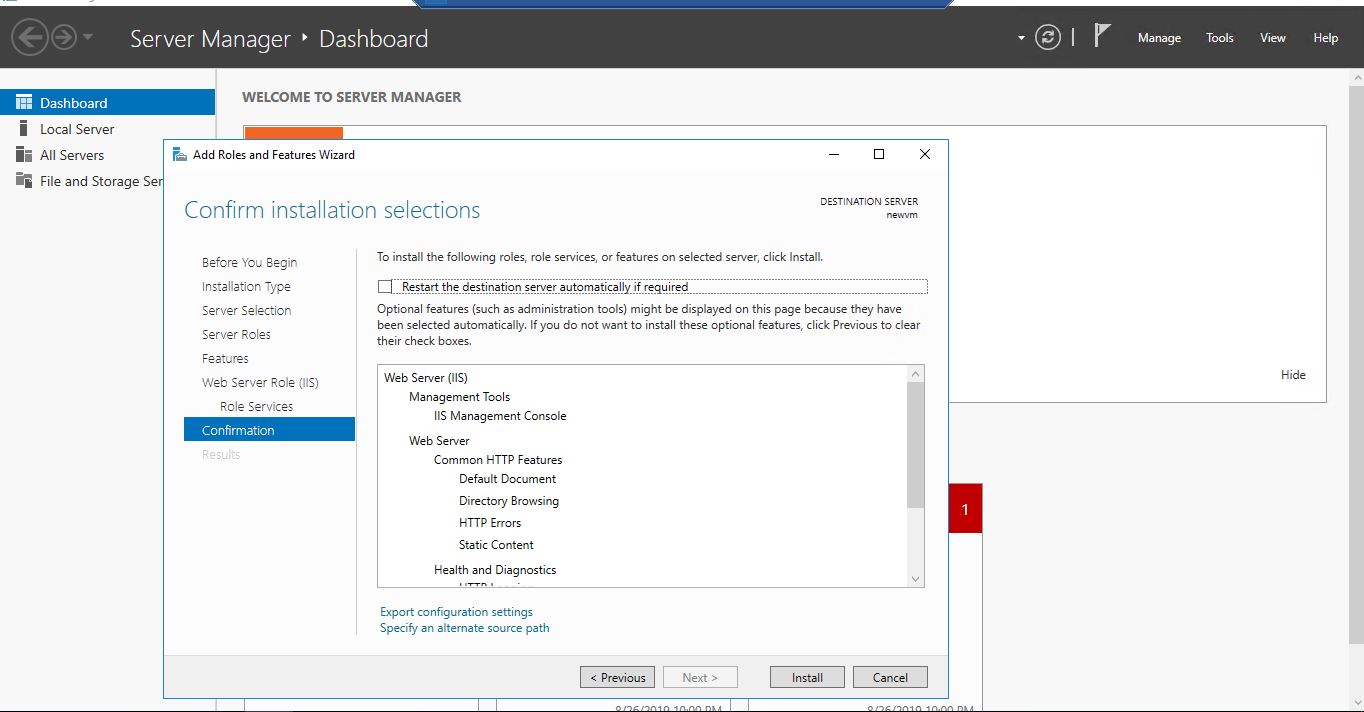 Server Manager ‣ Dashboard
Manage
Tools
View
Help
Dashboard
Local Server
All Servers
File and Storage Ser
WELCOME TO SERVER MANAGER
Add Roles and Features Wizard
Confirm installation selections
DESTINATION SERVER
newvm
Before You Begin
Installation Type
Server Selection
Server Roles
Features
Web Server Role (IIS)
Role Services
Confirmation
Results
To install the following roles, role services, or features on selected server, click Install.
Restart the destination server automatically if required
Optional features (such as administration tools) might be displayed on this page because they have
been selected automatically. If you do not want to install these optional features, click Previous to clear
their check boxes.
Web Server (IIS)
Management Tools
IIS Management Console
Web Server
Common HTTP Features
Default Document
Directory Browsing
HTTP Errors
Static Content
Health and Diagnostics
Export configuration settings
Specify an alternate source path
< Previous
Next >
Install
Cancel
Hide
1
8/26/2019 10:00 PM
8/26/2019 10:00 PM